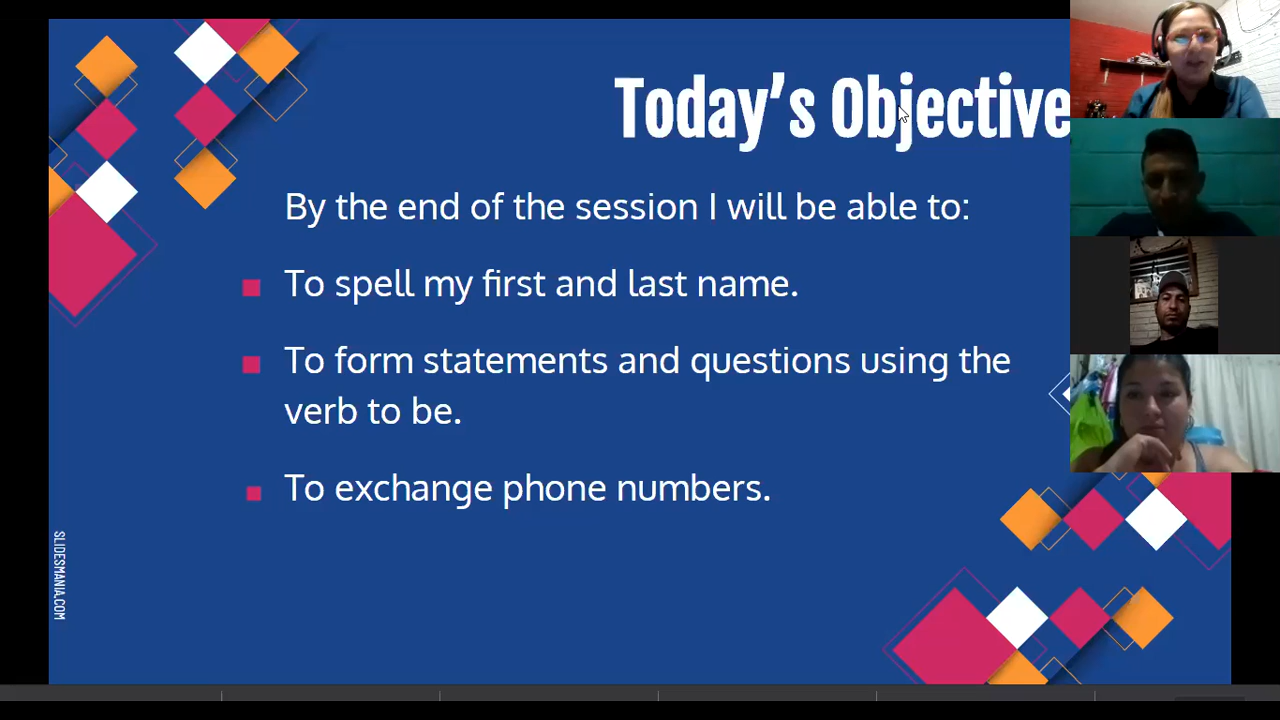 Today's Objective
By the end of the session I will be able to:
To spell my first and last name.
To form statements and questions using the
verb to be.
To exchange phone numbers.
SLIDESMANIA.COM